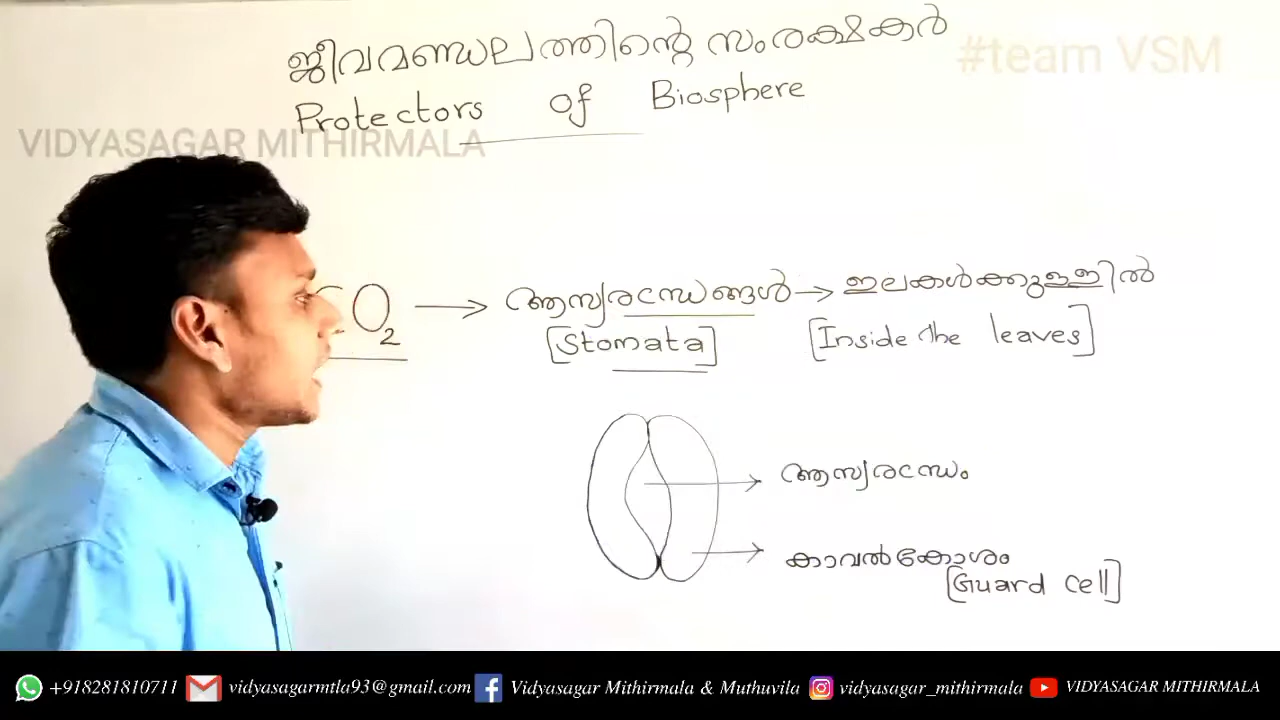 ജീവമണ്ഡലത്തിന്റെ സംരക്ഷകർ
#team VSM
Protectors of Biosphere
VIDYASAGAR MITHIRMALA
CO2 → ആസ്യരന്ധ്രങ്ങൾ → ഇലകൾക്കുള്ളിൽ
[Stomata] [Inside the leaves]
ആസ്യരന്ധ്രം
കാവൽകോശം
[Guard cell]
+918281810711 vidyasagarmtla93@gmail.com Vidyasagar Mithirmala & Muthuvila vidyasagar_mithirmala VIDYASAGAR MITHIRMALA